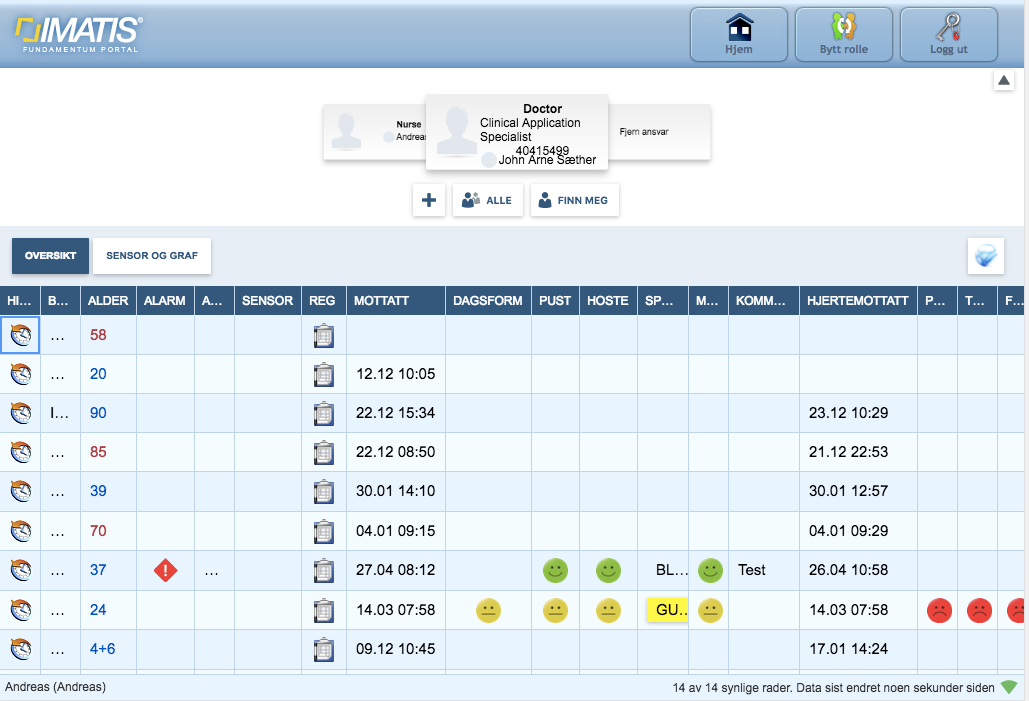 IMATIS®
FUNDAMENTUM PORTAL
Hjem
Bytt rolle
Logg ut
Nurse
Andreas
Doctor
Clinical Application
Specialist
40415499
John Arne Sæther
Fjern ansvar
ALLE
FINN MEG
OVERSIKT
SENSOR OG GRAF
HI... B... ALDER ALARM A... SENSOR REG MOTTATT DAGSFORM PUST HOSTE SP... M... KOMM... HJERTEMOTTATT P... T... F...
... 58
... 20 12.12 10:05
I... 90 22.12 15:34 23.12 10:29
... 85 22.12 08:50 21.12 22:53
... 39 30.01 14:10 30.01 12:57
... 70 04.01 09:15 04.01 09:29
... 37 ! ... 27.04 08:12 BL... Test 26.04 10:58
... 24 14.03 07:58 GU... 14.03 07:58
... 4+6 09.12 10:45 17.01 14:24
Andreas (Andreas)
14 av 14 synlige rader. Data sist endret noen sekunder siden